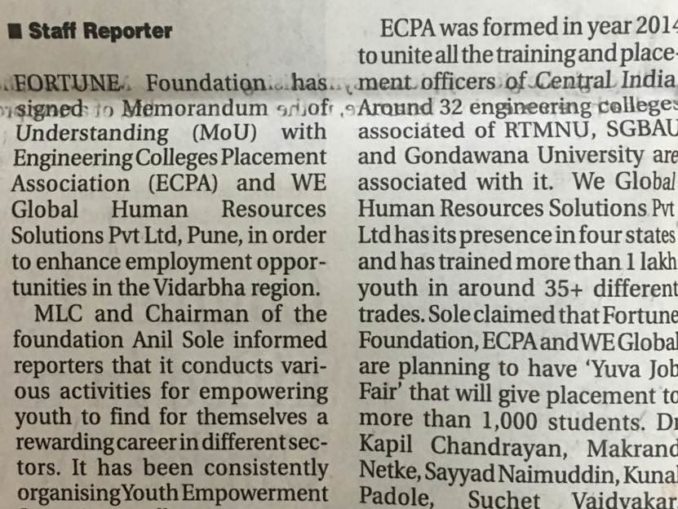 Staff Reporter
FORTUNE Foundation has
signed Memorandum of
Understanding (MoU) with
Engineering Colleges Placement
Association (ECPA) and WE
Global Human Resources
Solutions Pvt Ltd, Pune, in order
to enhance employment oppor-
tunities in the Vidarbha region.
MLC and Chairman of the
foundation Anil Sole informed
reporters that it conducts vari-
ous activities for empowering
youth to find for themselves a
rewarding career in different sec-
tors. It has been consistently
organising Youth Empowerment
ECPA was formed in year 2014
to unite all the training and place-
ment officers of Central India
Around 32 engineering colleges
associated of RTMNU, SGBAU
and Gondawana University are
associated with it. We Global
Human Resources Solutions Pvt
Ltd has its presence in four states
and has trained more than 1 lakh
youth in around 35+ different
trades. Sole claimed that Fortune
Foundation, ECPA and WE Global
are planning to have ‘Yuva Job
Fair’ that will give placement to
more than 1,000 students. Dr
Kapil Chandrayan, Makrand
Netke, Sayyad Naimuddin, Kunal
Padole, Suchet Vaidyakar,